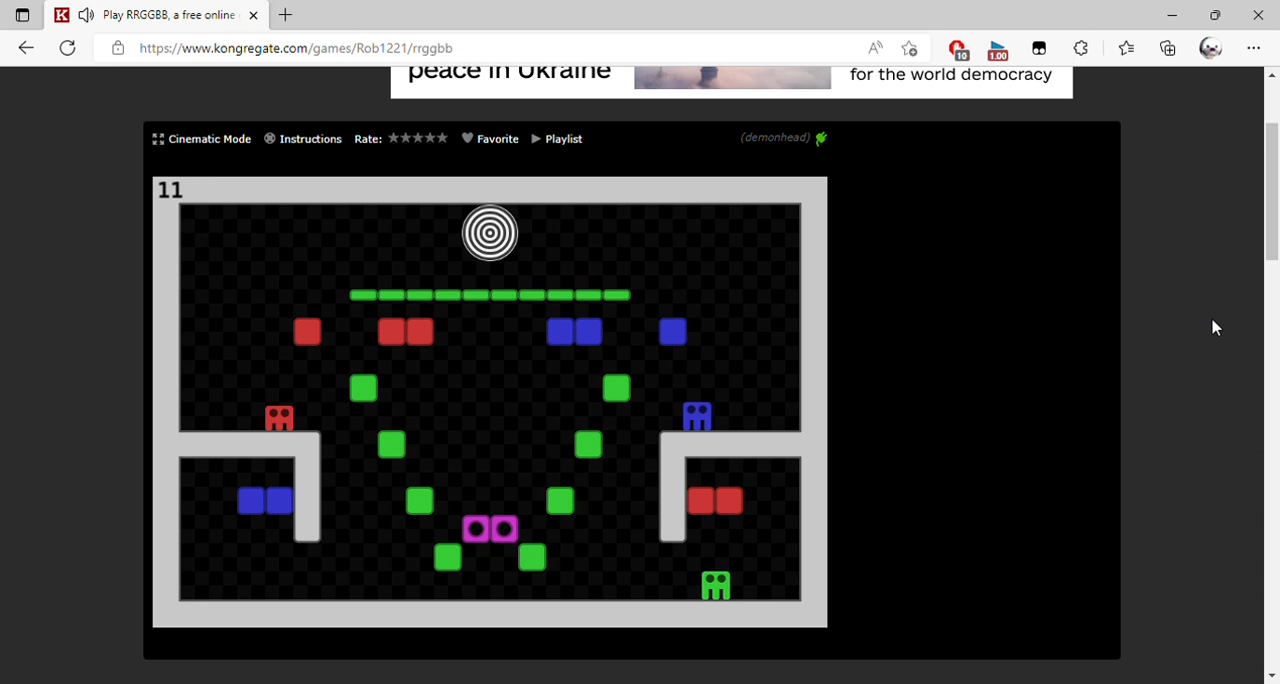 Play RRGGBB, a free online
https://www.kongregate.com/games/Rob1221/rrggbb
10
1.00
peace in Ukraine
for the world democracy
Cinematic Mode Instructions Rate: Favorite Playlist (demonhead)
11